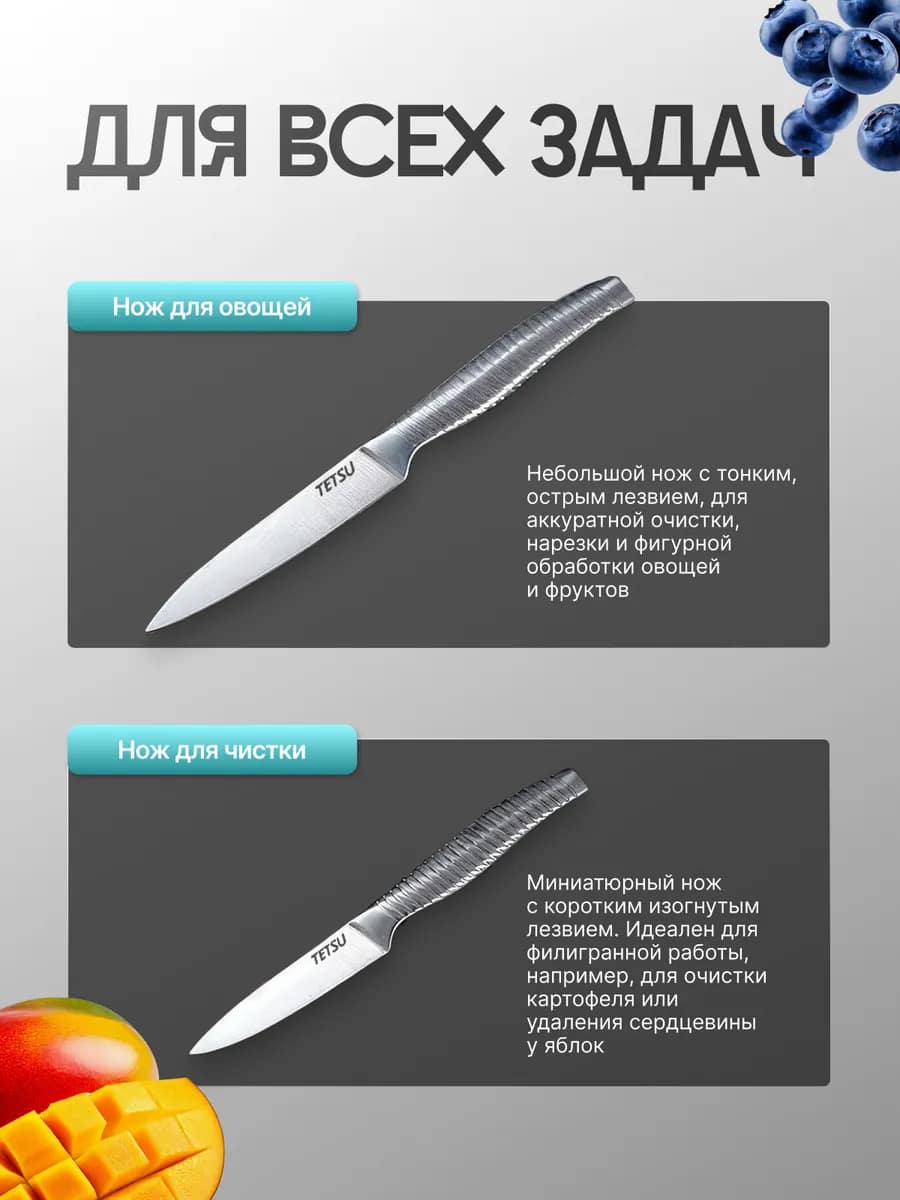 ДЛЯ ВСЕХ ЗАДАЧ
Нож для овощей
TETSU
Небольшой нож с тонким,
острым лезвием, для
аккуратной очистки,
нарезки и фигурной
обработки овощей
и фруктов
Нож для чистки
TETSU
Миниатюрный нож
с коротким изогнутым
лезвием. Идеален для
филигранной работы,
например, для очистки
картофеля или
удаления сердцевины
у яблок